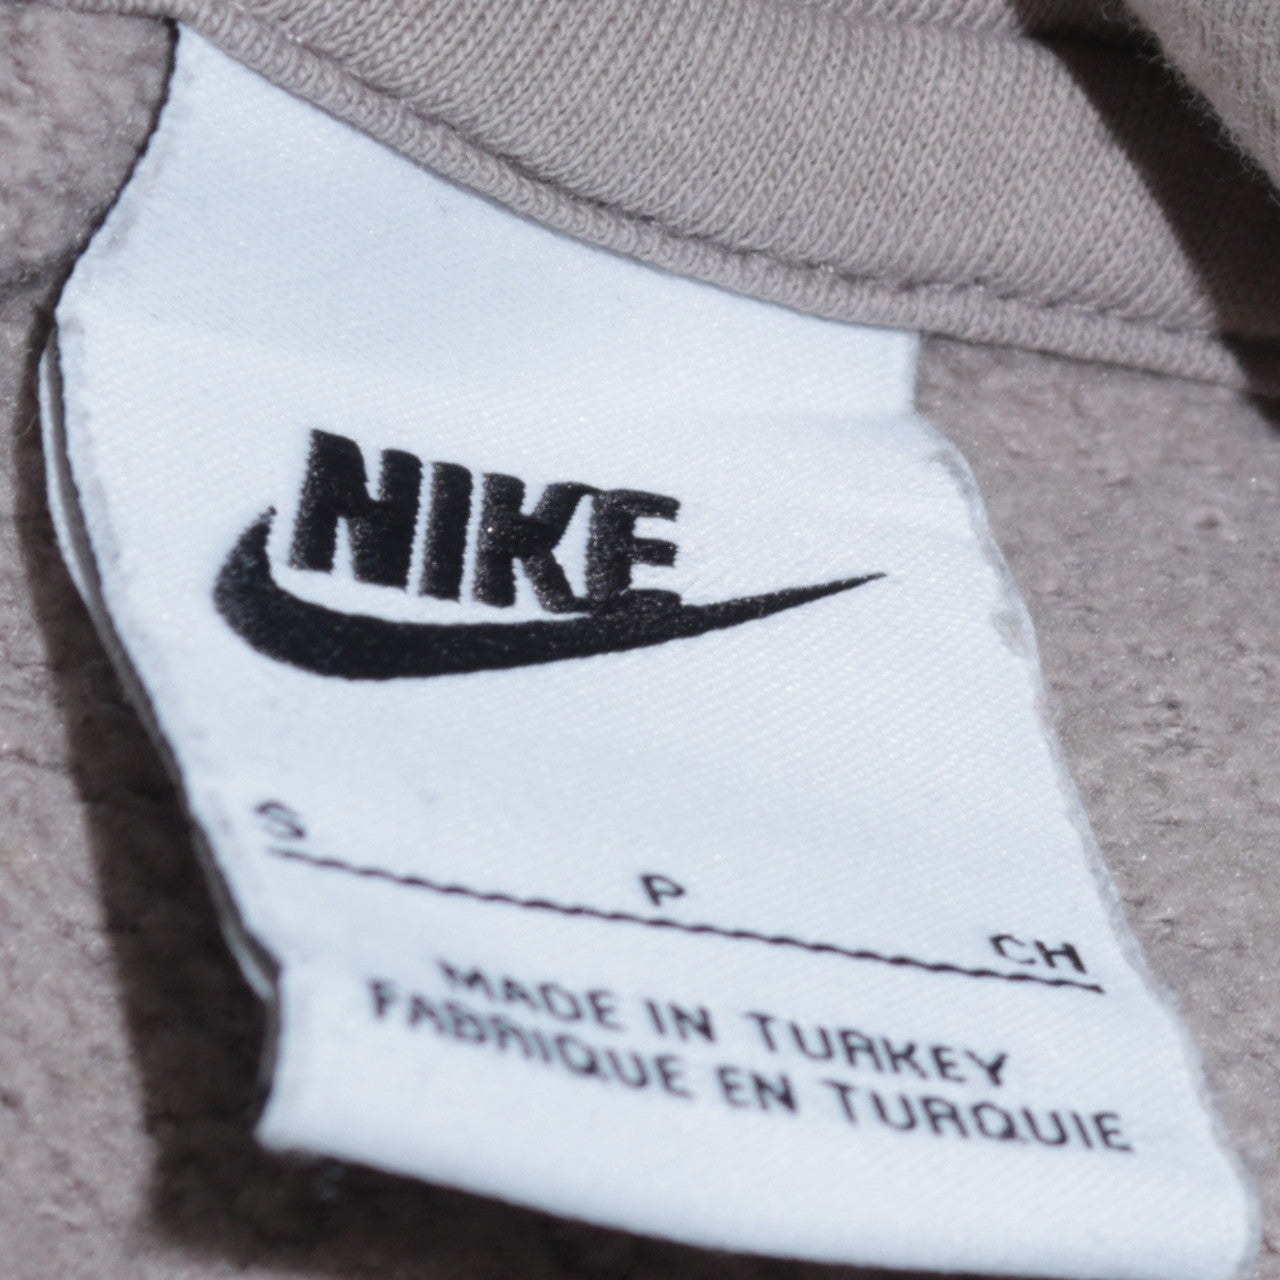 NIKE
S P CH
MADE IN TURKEY
FABRIQUE EN TURQUIE